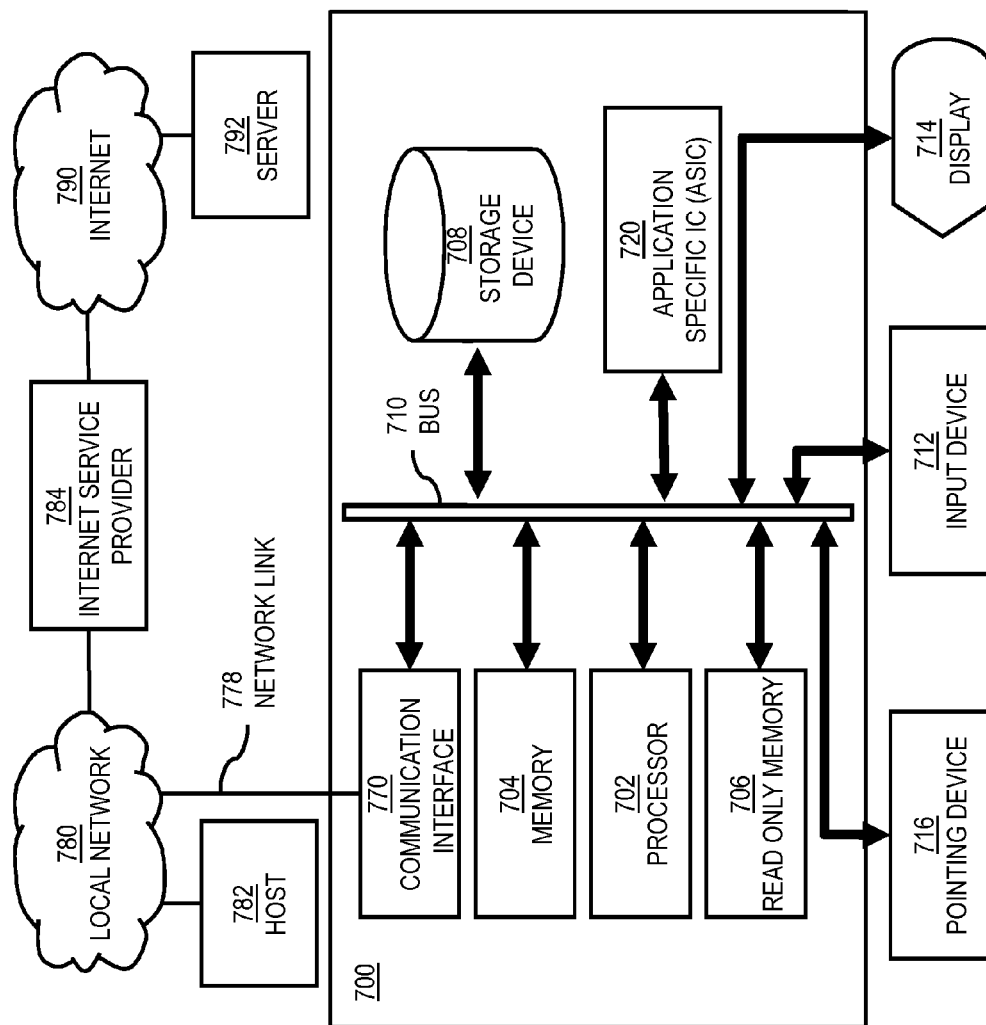 780
LOCAL NETWORK
784
INTERNET SERVICE
PROVIDER
790
INTERNET
782
HOST
778
NETWORK LINK
792
SERVER
700
770
COMMUNICATION
INTERFACE
704
MEMORY
702
PROCESSOR
706
READ ONLY MEMORY
710
BUS
708
STORAGE
DEVICE
720
APPLICATION
SPECIFIC IC (ASIC)
716
POINTING DEVICE
712
INPUT DEVICE
714
DISPLAY